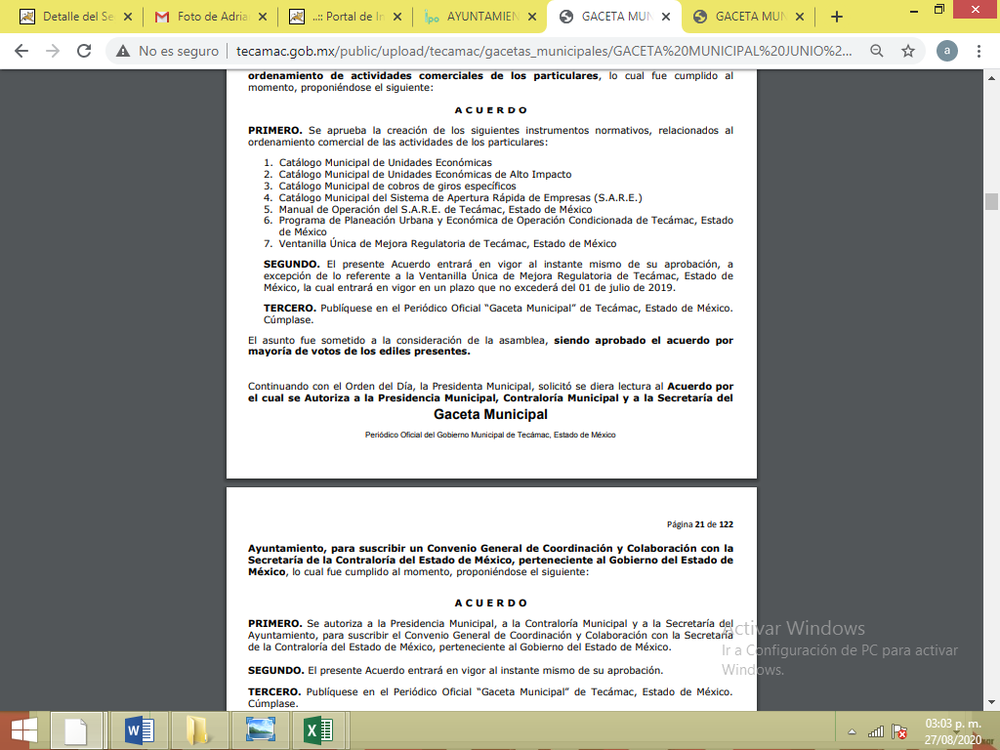 Detalle del Se
Foto de Adria
..:: Portal de In
AYUNTAMIEN
GACETA MUN
GACETA MUN
No es seguro | tecamac.gob.mx/public/upload/tecamac/gacetas_municipales/GACETA%20MUNICIPAL%20JUNIO%2...
a
ordenamiento de actividades comerciales de los particulares, lo cual fue cumplido al
momento, proponiéndose el siguiente:
A C U E R D O
PRIMERO. Se aprueba la creación de los siguientes instrumentos normativos, relacionados al
ordenamiento comercial de las actividades de los particulares:
1. Catálogo Municipal de Unidades Económicas
2. Catálogo Municipal de Unidades Económicas de Alto Impacto
3. Catálogo Municipal de cobros de giros específicos
4. Catálogo Municipal del Sistema de Apertura Rápida de Empresas (S.A.R.E.)
5. Manual de Operación del S.A.R.E. de Tecámac, Estado de México
6. Programa de Planeación Urbana y Económica de Operación Condicionada de Tecámac, Estado
de México
7. Ventanilla Única de Mejora Regulatoria de Tecámac, Estado de México
SEGUNDO. El presente Acuerdo entrará en vigor al instante mismo de su aprobación, a
excepción de lo referente a la Ventanilla Única de Mejora Regulatoria de Tecámac, Estado de
México, la cual entrará en vigor en un plazo que no excederá del 01 de julio de 2019.
TERCERO. Publíquese en el Periódico Oficial “Gaceta Municipal” de Tecámac, Estado de México.
Cúmplase.
El asunto fue sometido a la consideración de la asamblea, siendo aprobado el acuerdo por
mayoría de votos de los ediles presentes.
Continuando con el Orden del Día, la Presidenta Municipal, solicitó se diera lectura al Acuerdo por
el cual se Autoriza a la Presidencia Municipal, Contraloría Municipal y a la Secretaría del
Gaceta Municipal
Periódico Oficial del Gobierno Municipal de Tecámac, Estado de México
Página 21 de 122
Ayuntamiento, para suscribir un Convenio General de Coordinación y Colaboración con la
Secretaría de la Contraloría del Estado de México, perteneciente al Gobierno del Estado de
México, lo cual fue cumplido al momento, proponiéndose el siguiente:
A C U E R D O
PRIMERO. Se autoriza a la Presidencia Municipal, a la Contraloría Municipal y a la Secretaría del
Ayuntamiento, para suscribir el Convenio General de Coordinación y Colaboración con la Secretaría
de la Contraloría del Estado de México, perteneciente al Gobierno del Estado de México.
SEGUNDO. El presente Acuerdo entrará en vigor al instante mismo de su aprobación.
TERCERO. Publíquese en el Periódico Oficial “Gaceta Municipal” de Tecámac, Estado de México.
Cúmplase.
Activar Windows
Ir a Configuración de PC para activar
Windows.
03:03 p. m.
27/08/2020